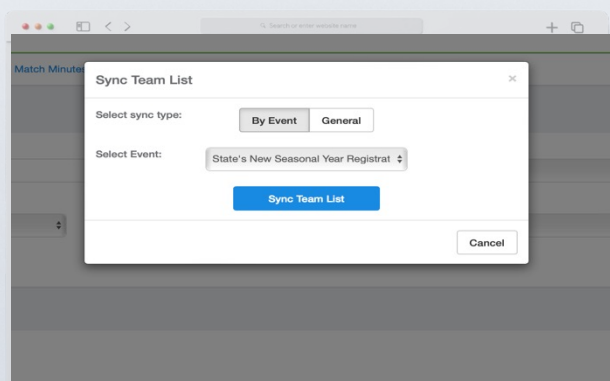 Search or enter website name
Match Minutes
Sync Team List
×
Select sync type:
By Event
General
Select Event:
State's New Seasonal Year Registrat
Sync Team List
Cancel